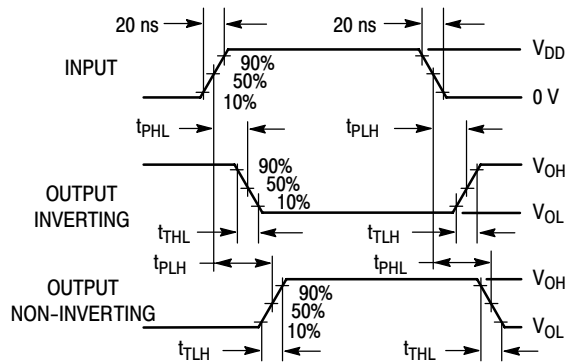 20 ns 20 ns
INPUT 90% V_DD
50%
10% 0 V
t_PHL t_PLH
OUTPUT INVERTING 90% V_OH
50%
10% V_OL
t_THL t_TLH
t_PLH t_PHL
OUTPUT NON–INVERTING 90% V_OH
50%
10% V_OL
t_TLH t_THL